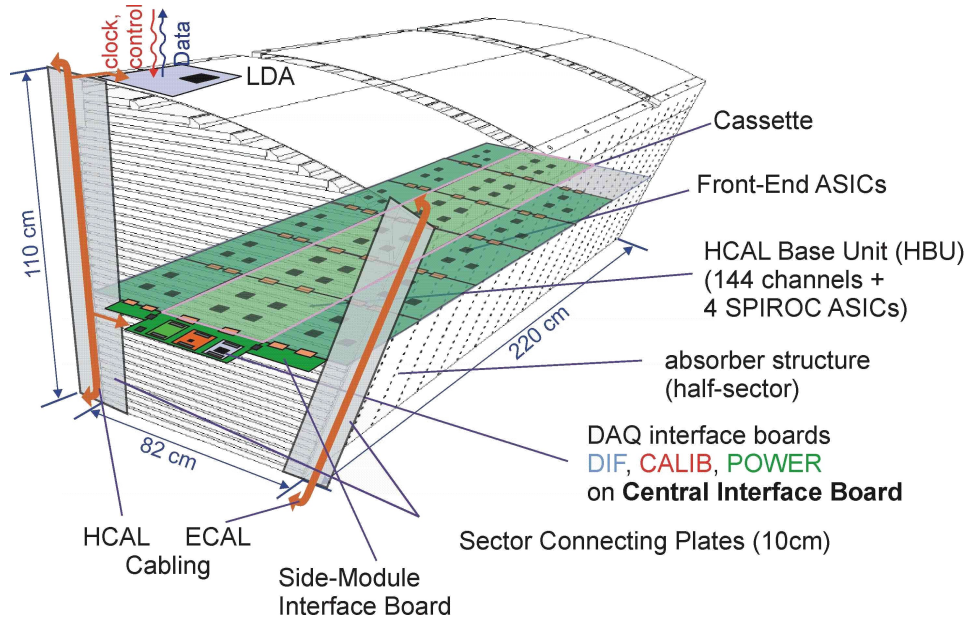 clock,
control
Data
LDA
Cassette
Front-End ASICs
HCAL Base Unit (HBU)
(144 channels +
4 SPIROC ASICs)
110 cm
220 cm
absorber structure
(half-sector)
DAQ interface boards
DIF, CALIB, POWER
on Central Interface Board
82 cm
HCAL ECAL
Cabling
Sector Connecting Plates (10cm)
Side-Module
Interface Board